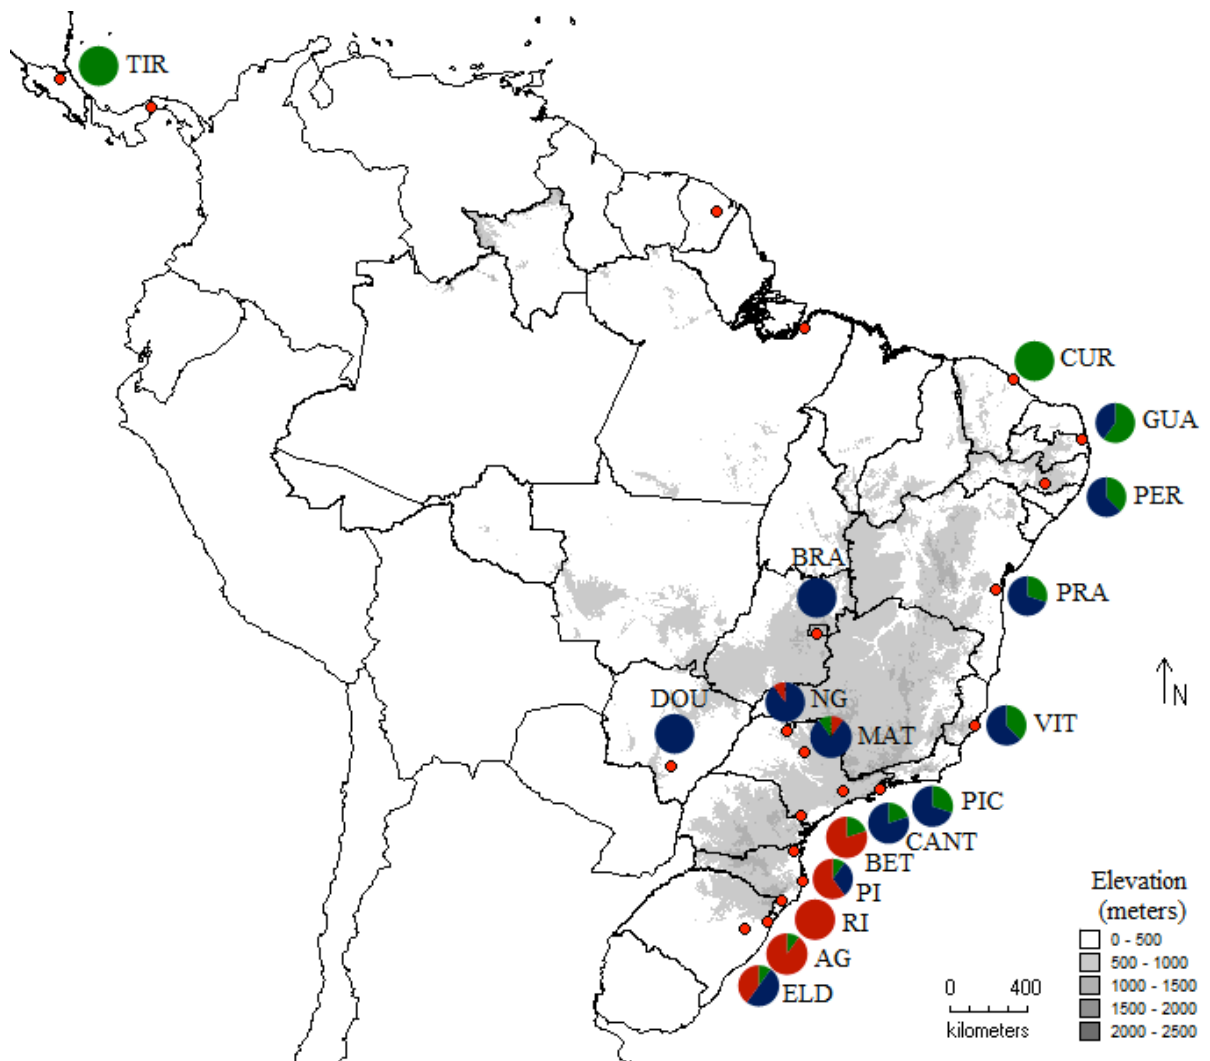 TIR
CUR
GUA
PER
BRA
PRA
DOU
NG
MAT
VIT
PIC
CANT
BET
PI
RI
AG
ELD
N
Elevation
(meters)
0 - 500
500 - 1000
1000 - 1500
1500 - 2000
2000 - 2500
0 400
kilometers